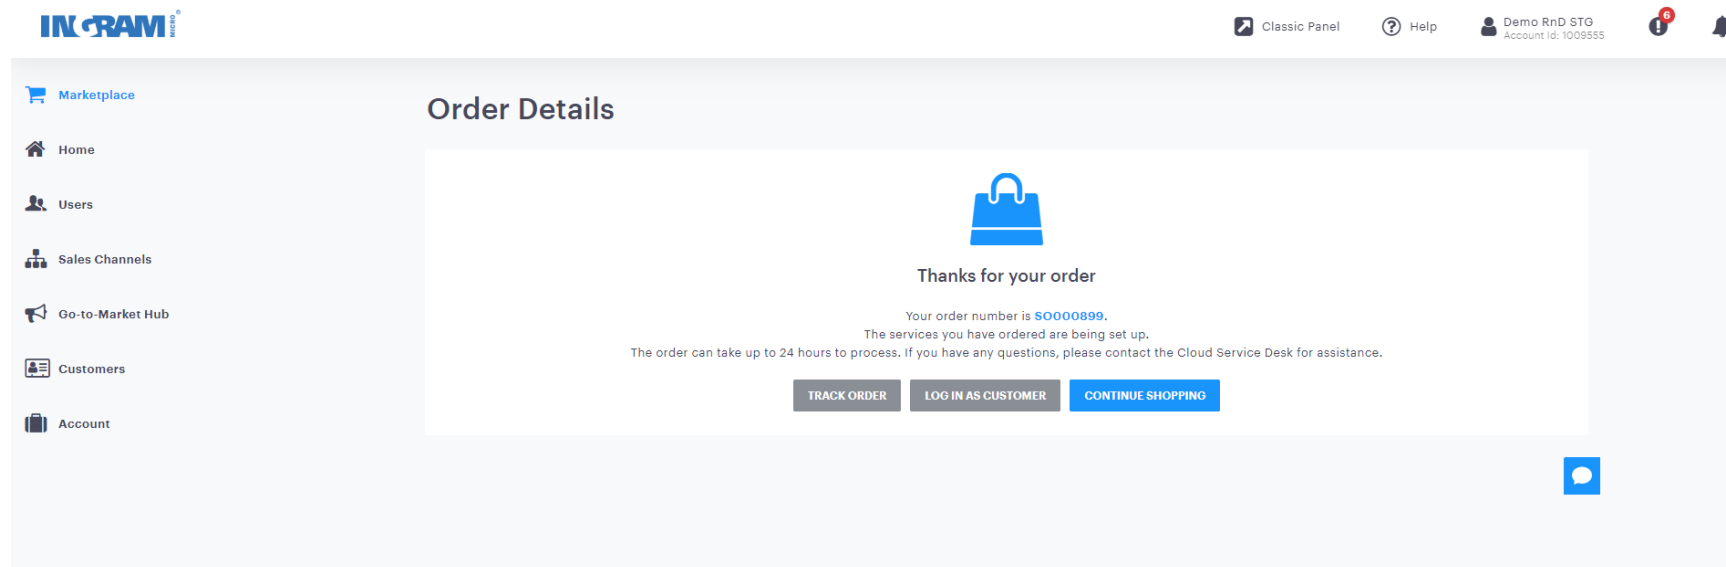 INGRAM MICRO®
Classic Panel
Help
Demo RnD STG
Account Id: 1009555
6
Marketplace
Home
Users
Sales Channels
Go-to-Market Hub
Customers
Account
Order Details
Thanks for your order
Your order number is SO000899.
The services you have ordered are being set up.
The order can take up to 24 hours to process. If you have any questions, please contact the Cloud Service Desk for assistance.
TRACK ORDER LOG IN AS CUSTOMER CONTINUE SHOPPING